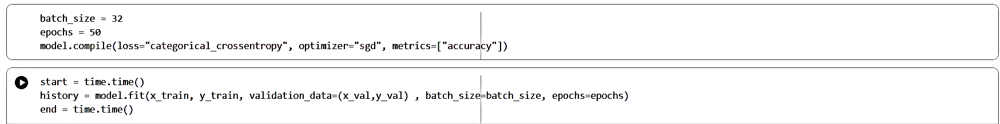 batch_size = 32
epochs = 50
model.compile(loss="categorical_crossentropy", optimizer="sgd", metrics=["accuracy"])
start = time.time()
history = model.fit(x_train, y_train, validation_data=(x_val,y_val) , batch_size=batch_size, epochs=epochs)
end = time.time()